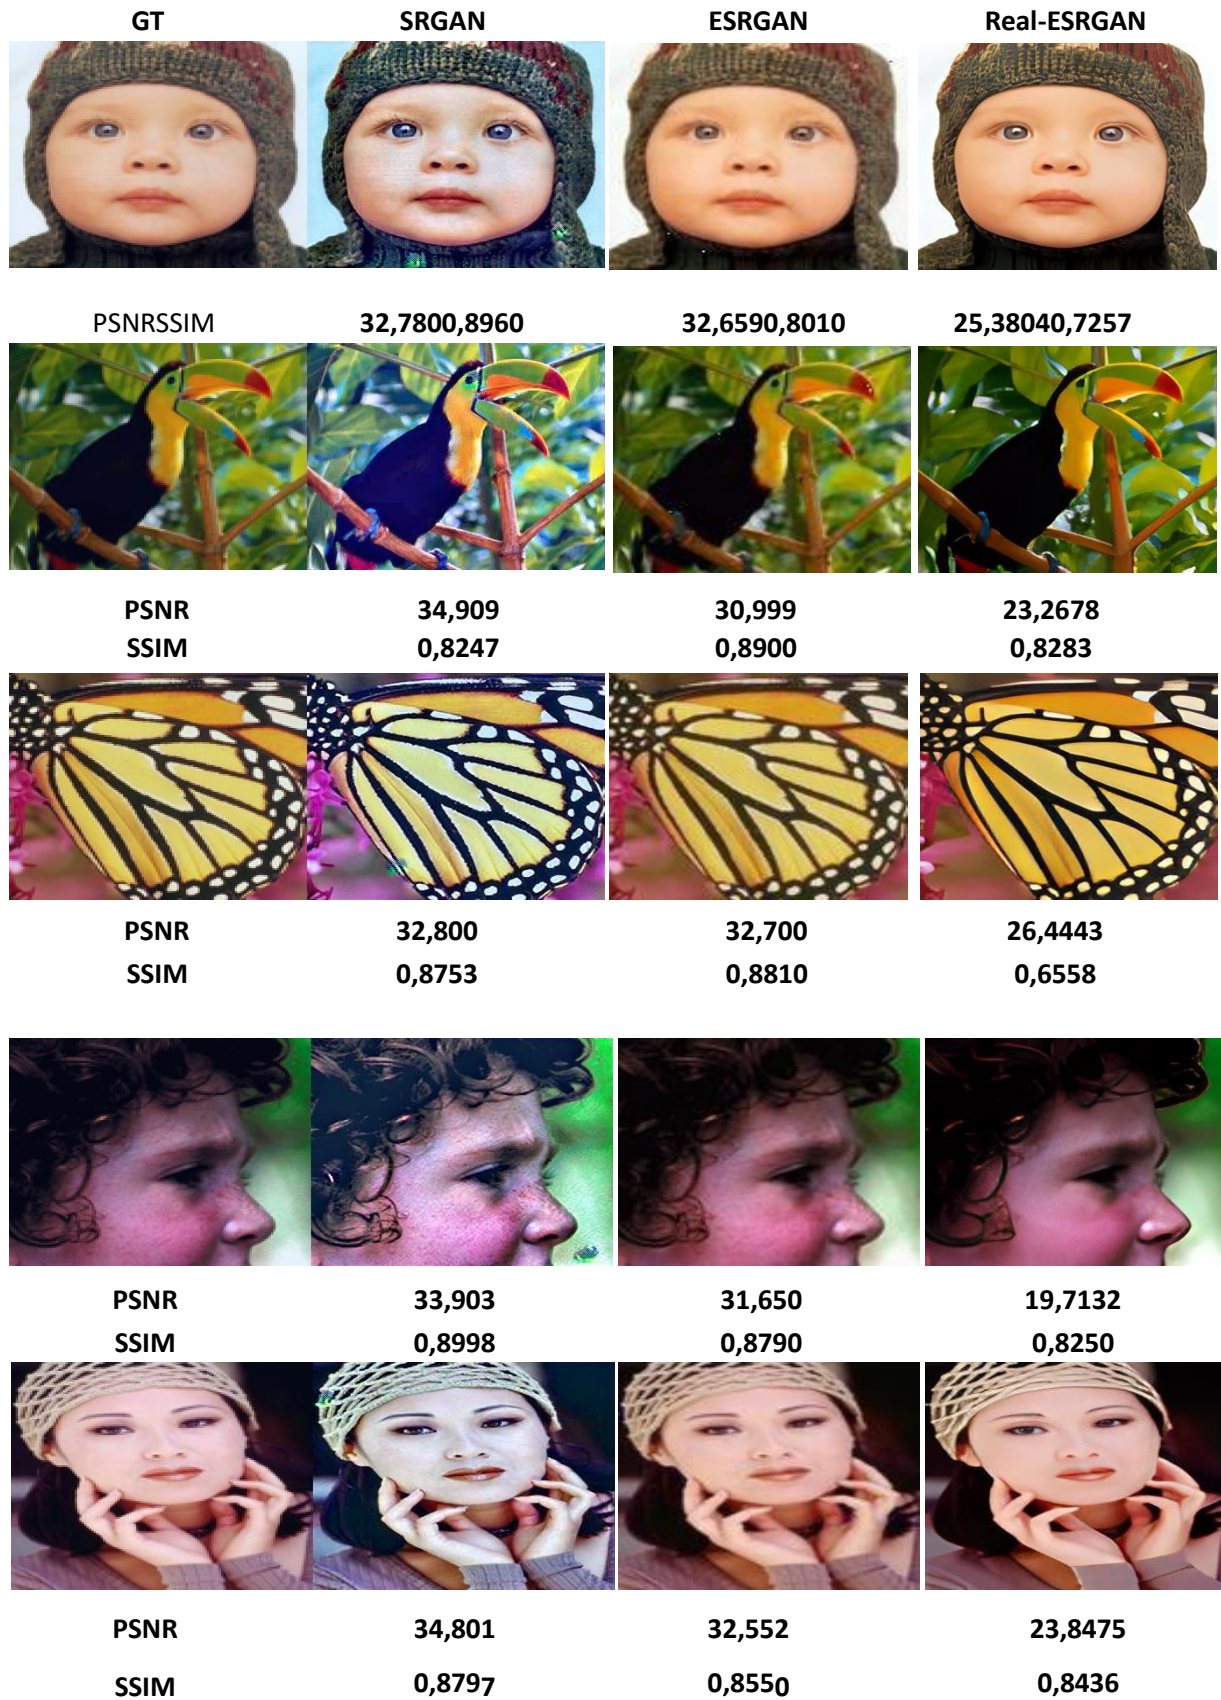 GT SRGAN ESRGAN Real-ESRGAN
PSNRSSIM 32,7800,8960 32,6590,8010 25,38040,7257
PSNR 34,909 30,999 23,2678
SSIM 0,8247 0,8900 0,8283
PSNR 32,800 32,700 26,4443
SSIM 0,8753 0,8810 0,6558
PSNR 33,903 31,650 19,7132
SSIM 0,8998 0,8790 0,8250
PSNR 34,801 32,552 23,8475
SSIM 0,8797 0,8550 0,8436